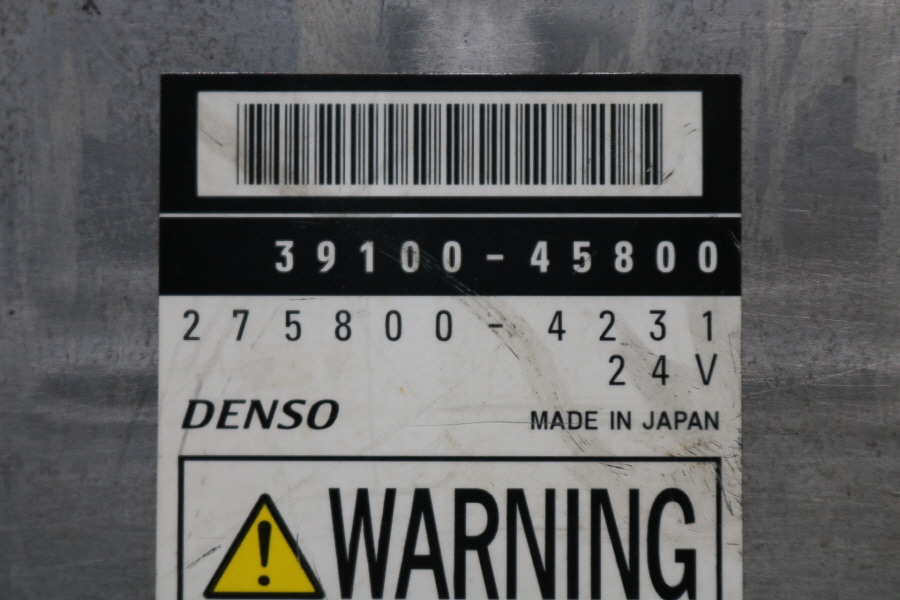 39100-45800
275800-4231
24V
DENSO MADE IN JAPAN
WARNING